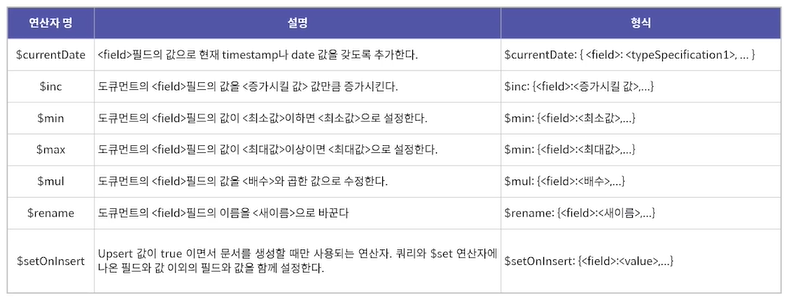 연산자 명 설명 형식
$currentDate <field>필드의 값으로 현재 timestamp나 date 값을 갖도록 추가한다. $currentDate: { <field>: <typeSpecification1>, ... }
$inc 도큐먼트의 <field>필드의 값을 <증가시킬 값> 값만큼 증가시킨다. $inc: {<field>:<증가시킬 값>,...}
$min 도큐먼트의 <field>필드의 값이 <최소값>이하면 <최소값>으로 설정한다. $min: {<field>:<최소값>,...}
$max 도큐먼트의 <field>필드의 값이 <최대값>이상이면 <최대값>으로 설정한다. $min: {<field>:<최대값>,...}
$mul 도큐먼트의 <field>필드의 값을 <배수>와 곱한 값으로 수정한다. $mul: {<field>:<배수>,...}
$rename 도큐먼트의 <field>필드의 이름을 <새이름>으로 바꾼다 $rename: {<field>:<새이름>,...}
$setOnInsert Upsert 값이 true 이면서 문서를 생성할 때만 사용되는 연산자. 쿼리와 $set 연산자에 $setOnInsert: {<field>:<value>,...}
나온 필드와 값 이외의 필드와 값을 함께 설정한다.